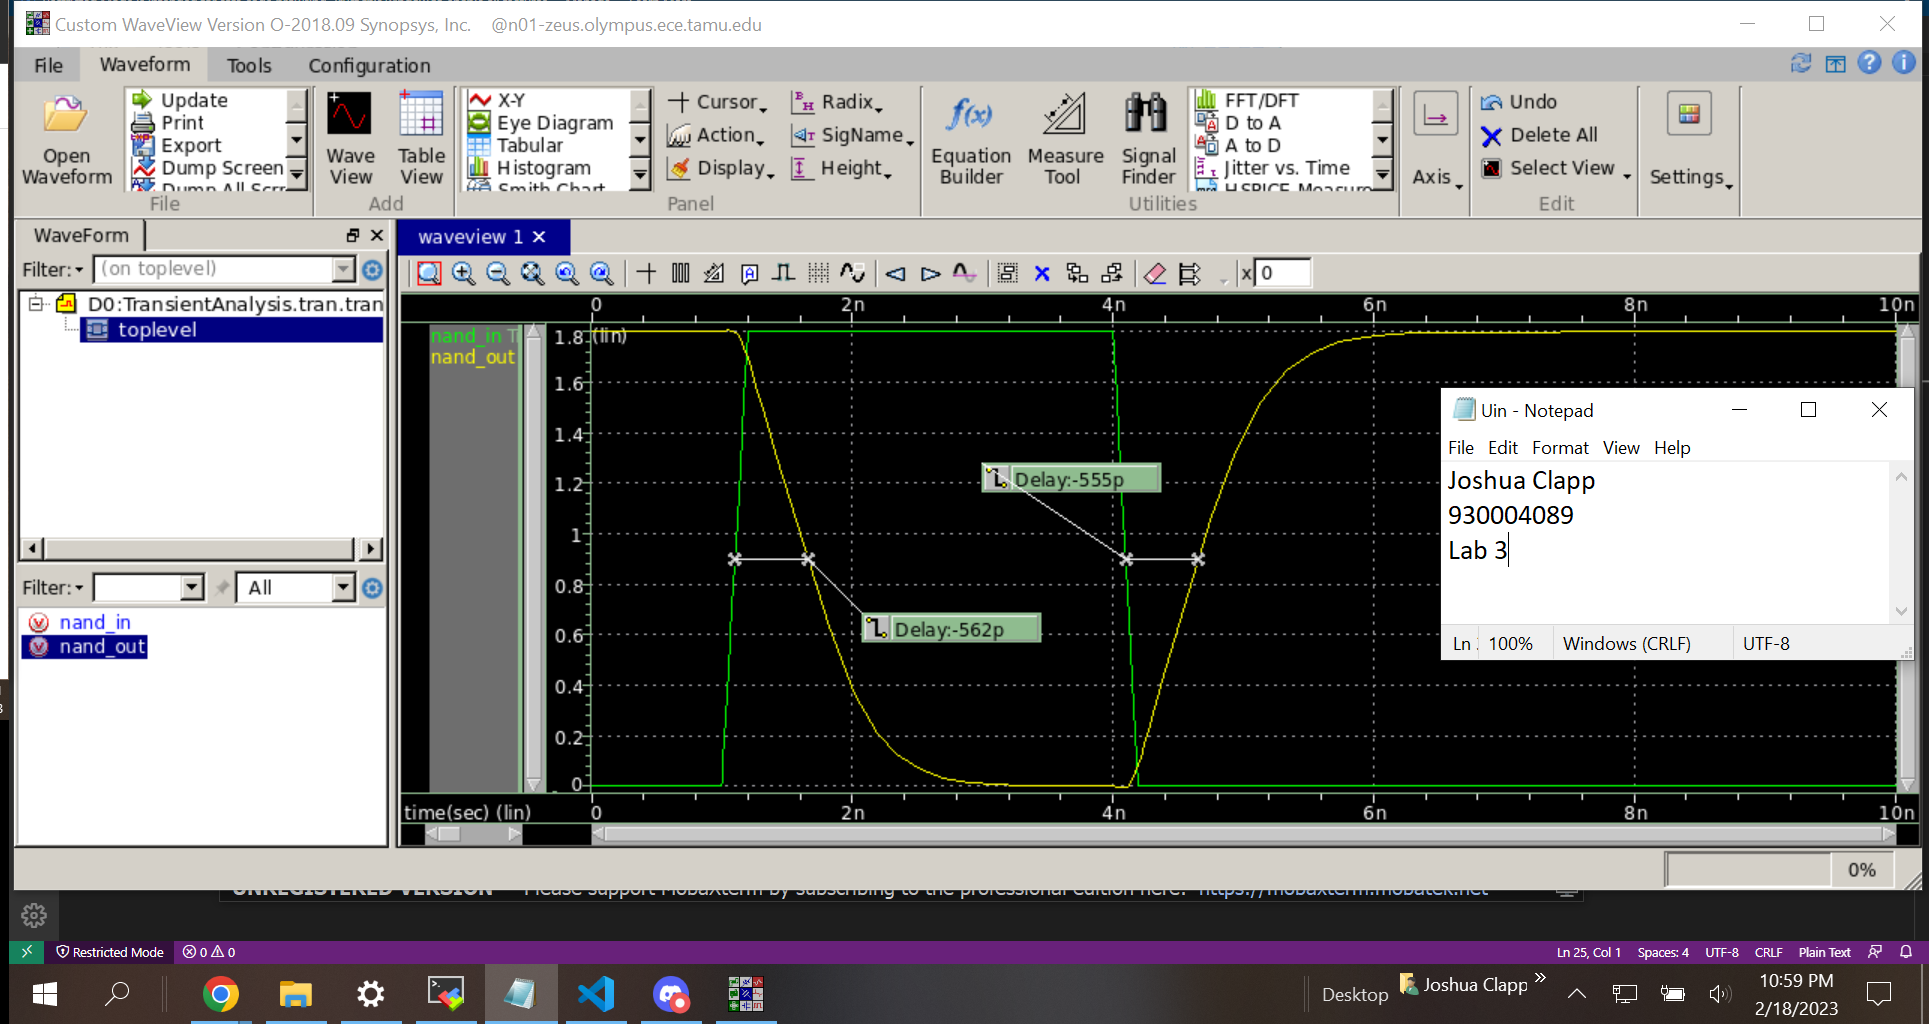 Custom WaveView Version O-2018.09 Synopsys, Inc. @n01-zeus.olympus.ece.tamu.edu
File Waveform Tools Configuration
Open Waveform
Update
Print
Export
Dump Screen
File
Wave View
Table View
Add
X-Y
Eye Diagram
Tabular
Histogram
Smith Chart
Cursor
Action
Display
Radix
SigName
Height
Panel
Equation Builder
Measure Tool
Signal Finder
FFT/DFT
D to A
A to D
Jitter vs. Time
HSPICE Measure
Utilities
Axis
Undo
Delete All
Select View
Edit
Settings
WaveForm
Filter: (on toplevel)
D0:TransientAnalysis.tran.tran
toplevel
Filter: All
nand_in
nand_out
waveview 1
x 0
0 2n 4n 6n 8n 10n
nand_in T
nand_out
(lin)
1.8
1.6
1.4
1.2
1
0.8
0.6
0.4
0.2
0
Delay:-555p
Delay:-562p
time(sec) (lin) 0 2n 4n 6n 8n 10n
0%
Uin - Notepad
File Edit Format View Help
Joshua Clapp
930004089
Lab 3
Ln 100% Windows (CRLF) UTF-8
UNREGISTERED VERSION - Please support MobaXterm by subscribing to the professional edition here: https://mobaxterm.mobatek.net
Restricted Mode 0 0 Ln 25, Col 1 Spaces: 4 UTF-8 CRLF Plain Text
Desktop Joshua Clapp
10:59 PM
2/18/2023